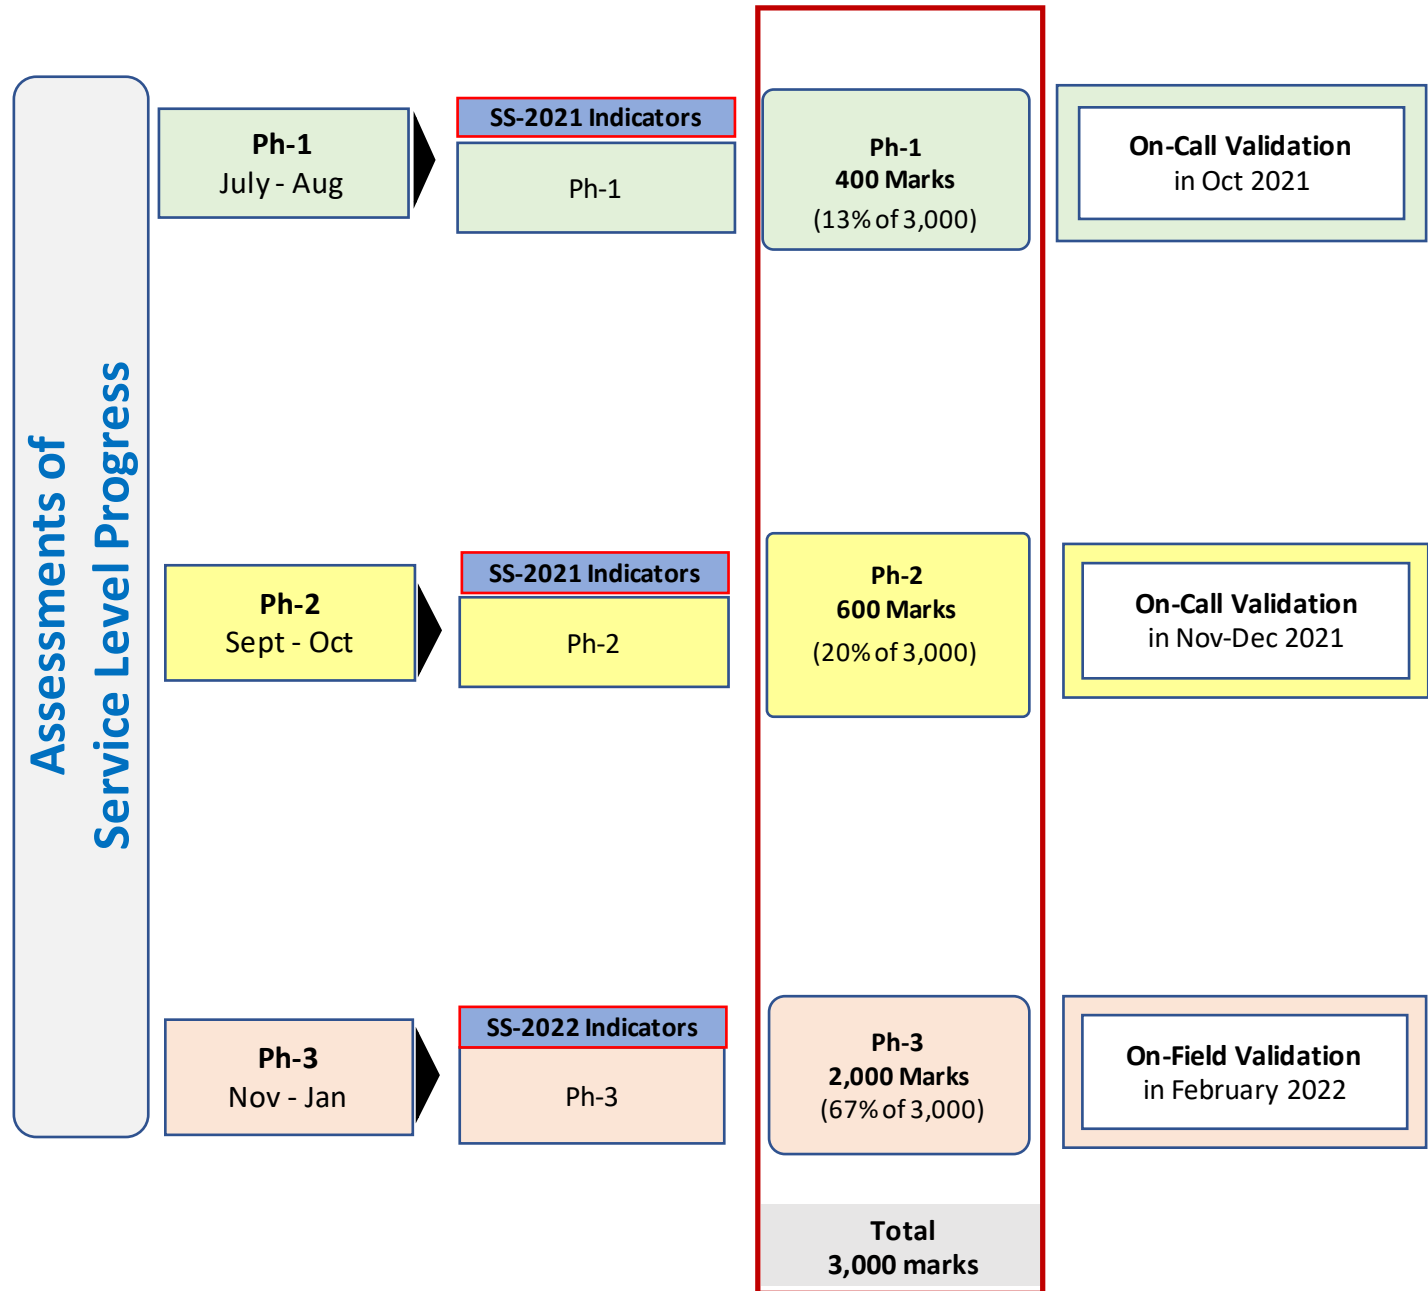 Assessments of
Service Level Progress
Ph-1
July - Aug
SS-2021 Indicators
Ph-1
Ph-1
400 Marks
(13% of 3,000)
On-Call Validation
in Oct 2021
Ph-2
Sept - Oct
SS-2021 Indicators
Ph-2
Ph-2
600 Marks
(20% of 3,000)
On-Call Validation
in Nov-Dec 2021
Ph-3
Nov - Jan
SS-2022 Indicators
Ph-3
Ph-3
2,000 Marks
(67% of 3,000)
On-Field Validation
in February 2022
Total
3,000 marks